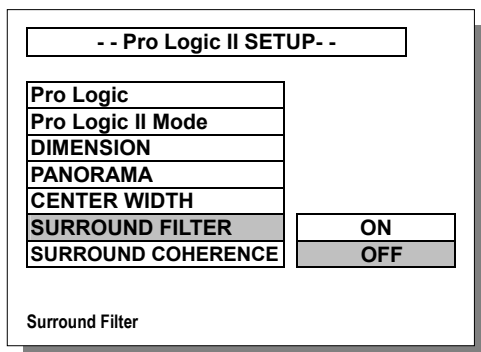 - - Pro Logic II SETUP- -
Pro Logic
Pro Logic II Mode
DIMENSION
PANORAMA
CENTER WIDTH
SURROUND FILTER ON
SURROUND COHERENCE OFF
Surround Filter